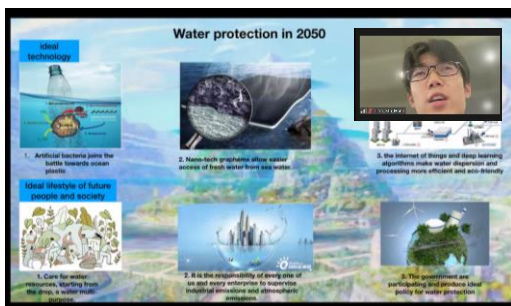 Water protection in 2050
ideal
technology
1. Artificial bacteria joins the
battle towards ocean
plastic
2. Nano-tech graphene allow easier
access of fresh water from sea water.
3. the internet of things and deep learning
algorithms make water dispersion and
processing more efficient and eco-friendly
Ideal lifestyle of future
people and society
1. Care for water
resources, starting from
the drop, a water multi-
purpose.
2. It is the responsibility of every one of
us and every enterprise to supervise
industrial emissions and atmospheric
emissions.
3. The government are
participating and produce ideal
policy for water protection